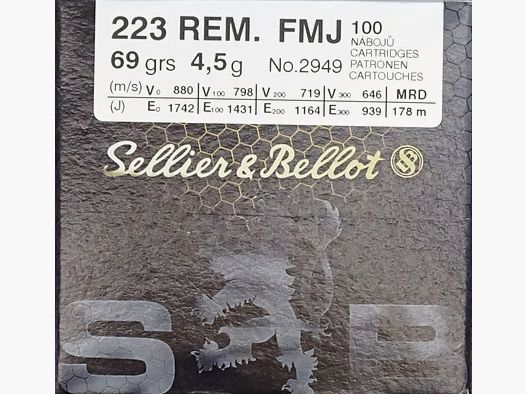 223 REM. FMJ 100
NÁBOJŮ
69 grs 4,5 g No.2949 CARTRIDGES
PATRONEN
CARTOUCHES
(m/s) V0 880 V100 798 V200 719 V300 646 MRD
(J) E0 1742 E100 1431 E200 1164 E300 939 178 m
Sellier & Bellot SB
S B